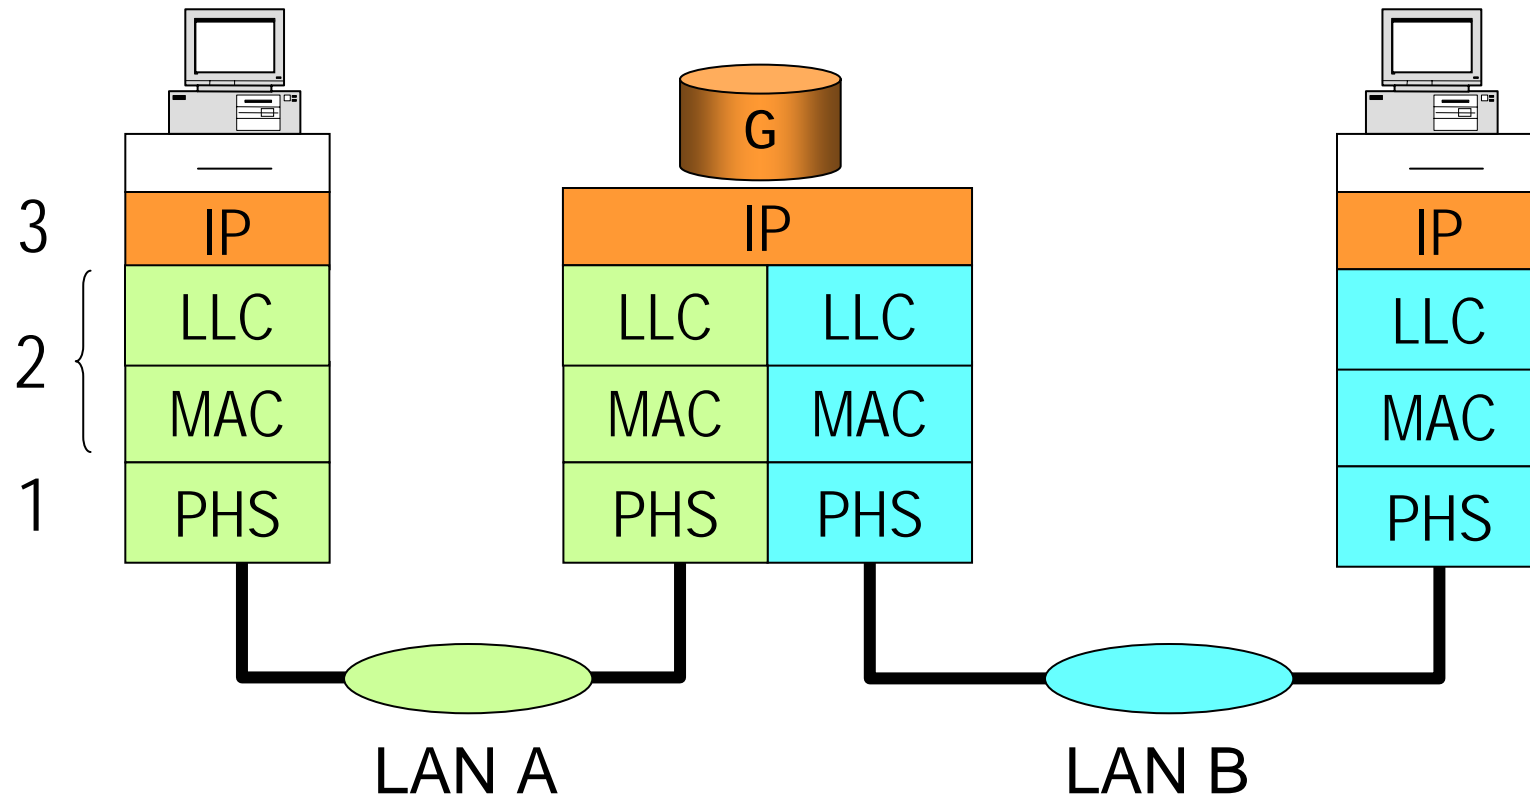 G
3 IP IP IP
LLC LLC LLC LLC
2
MAC MAC MAC MAC
1 PHS PHS PHS PHS
LAN A LAN B